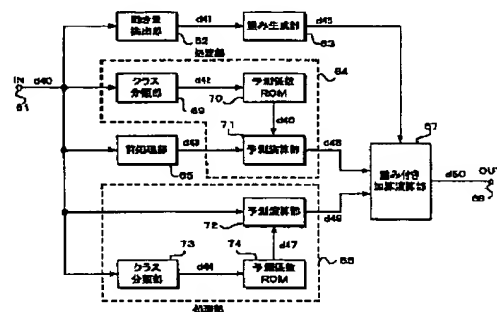 d41
d45
抽出部
重み生成部
62
63
処理部
64
IN
d40
61
クラス
分類部
69
d42
予測係数
ROM
70
d46
71
67
前処理部
65
d43
予測演算部
d48
重み付き
加算演算部
d50
OUT
68
予測演算部
72
d49
d47
73
74
クラス
分類部
d44
予測係数
ROM
66
処理部